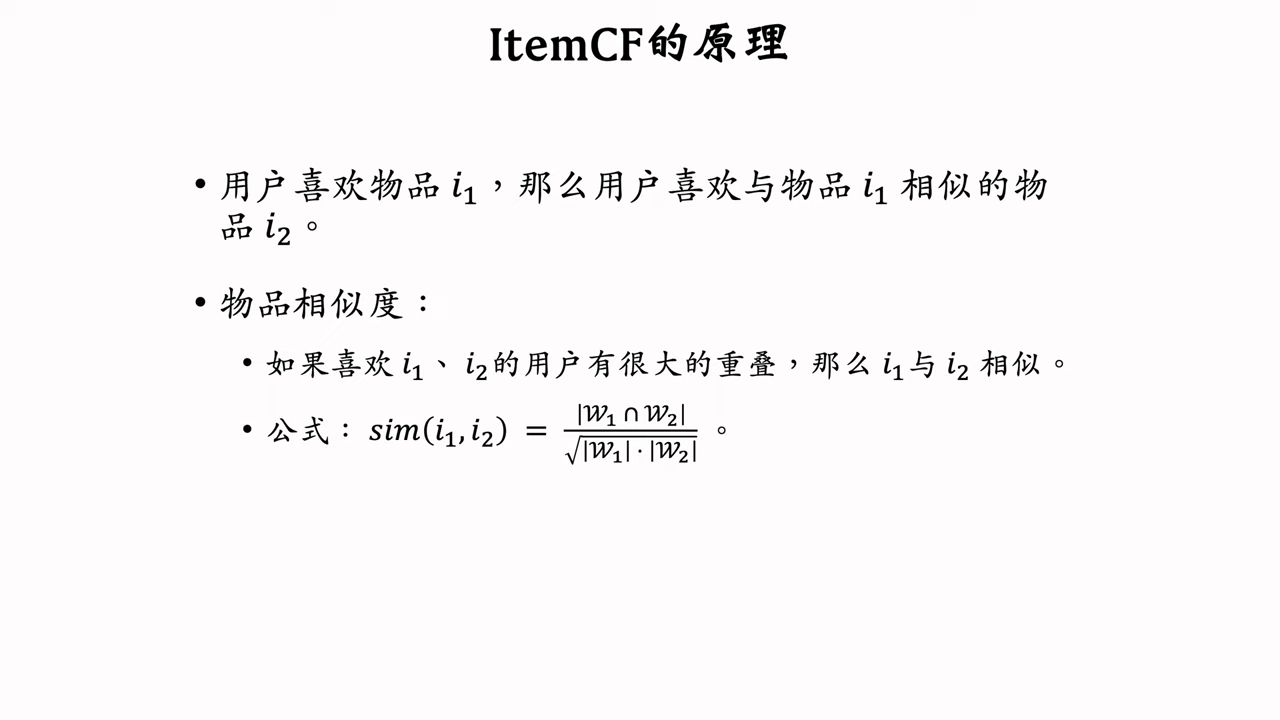 ItemCF的原理
• 用户喜欢物品 𝑖₁，那么用户喜欢与物品 𝑖₁ 相似的物
品 𝑖₂。
• 物品相似度：
• 如果喜欢 𝑖₁、 𝑖₂的用户有很大的重叠，那么 𝑖₁与 𝑖₂ 相似。
• 公式： 𝑠𝑖𝑚(𝑖₁, 𝑖₂) = |𝒲₁ ∩ 𝒲₂| / √(|𝒲₁| · |𝒲₂|) 。